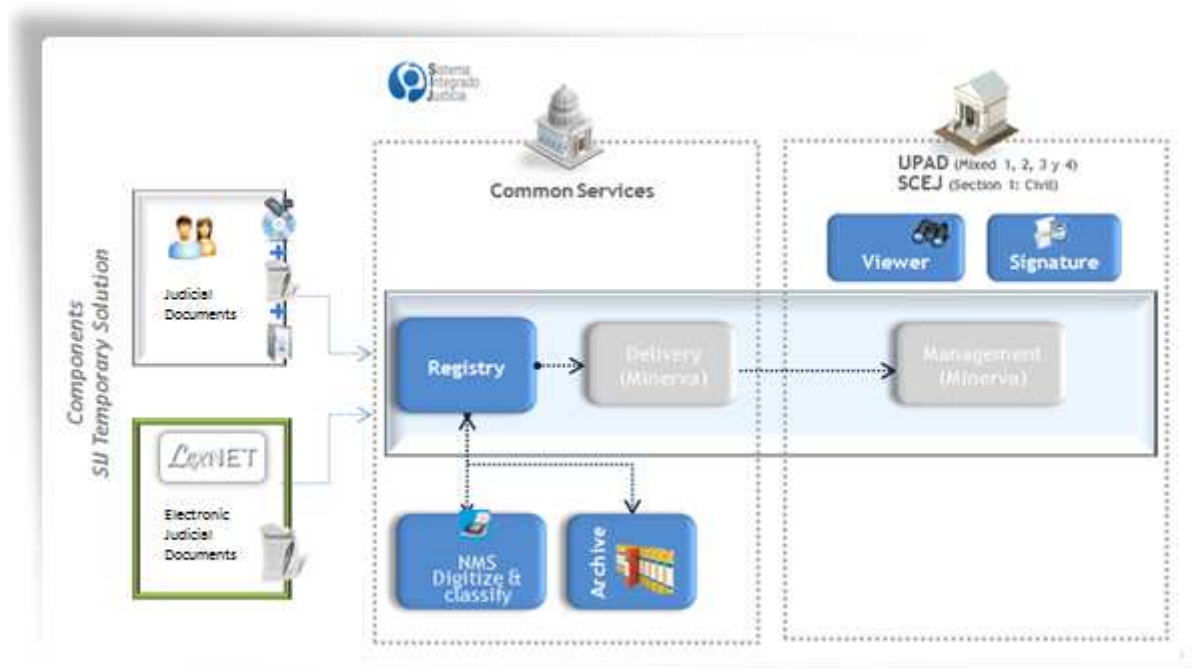 Sistema
Integrado
Justicia
Common Services
UPAD (Mixed 1, 2, 3 y 4)
SCEJ (Section 1: Civil)
Viewer
Signature
Components
SIJ Temporary Solution
Judicial
Documents
Registry
Delivery
(Minerva)
Management
(Minerva)
LexNET
Electronic
Judicial
Documents
NMS
Digitize &
classify
Archive